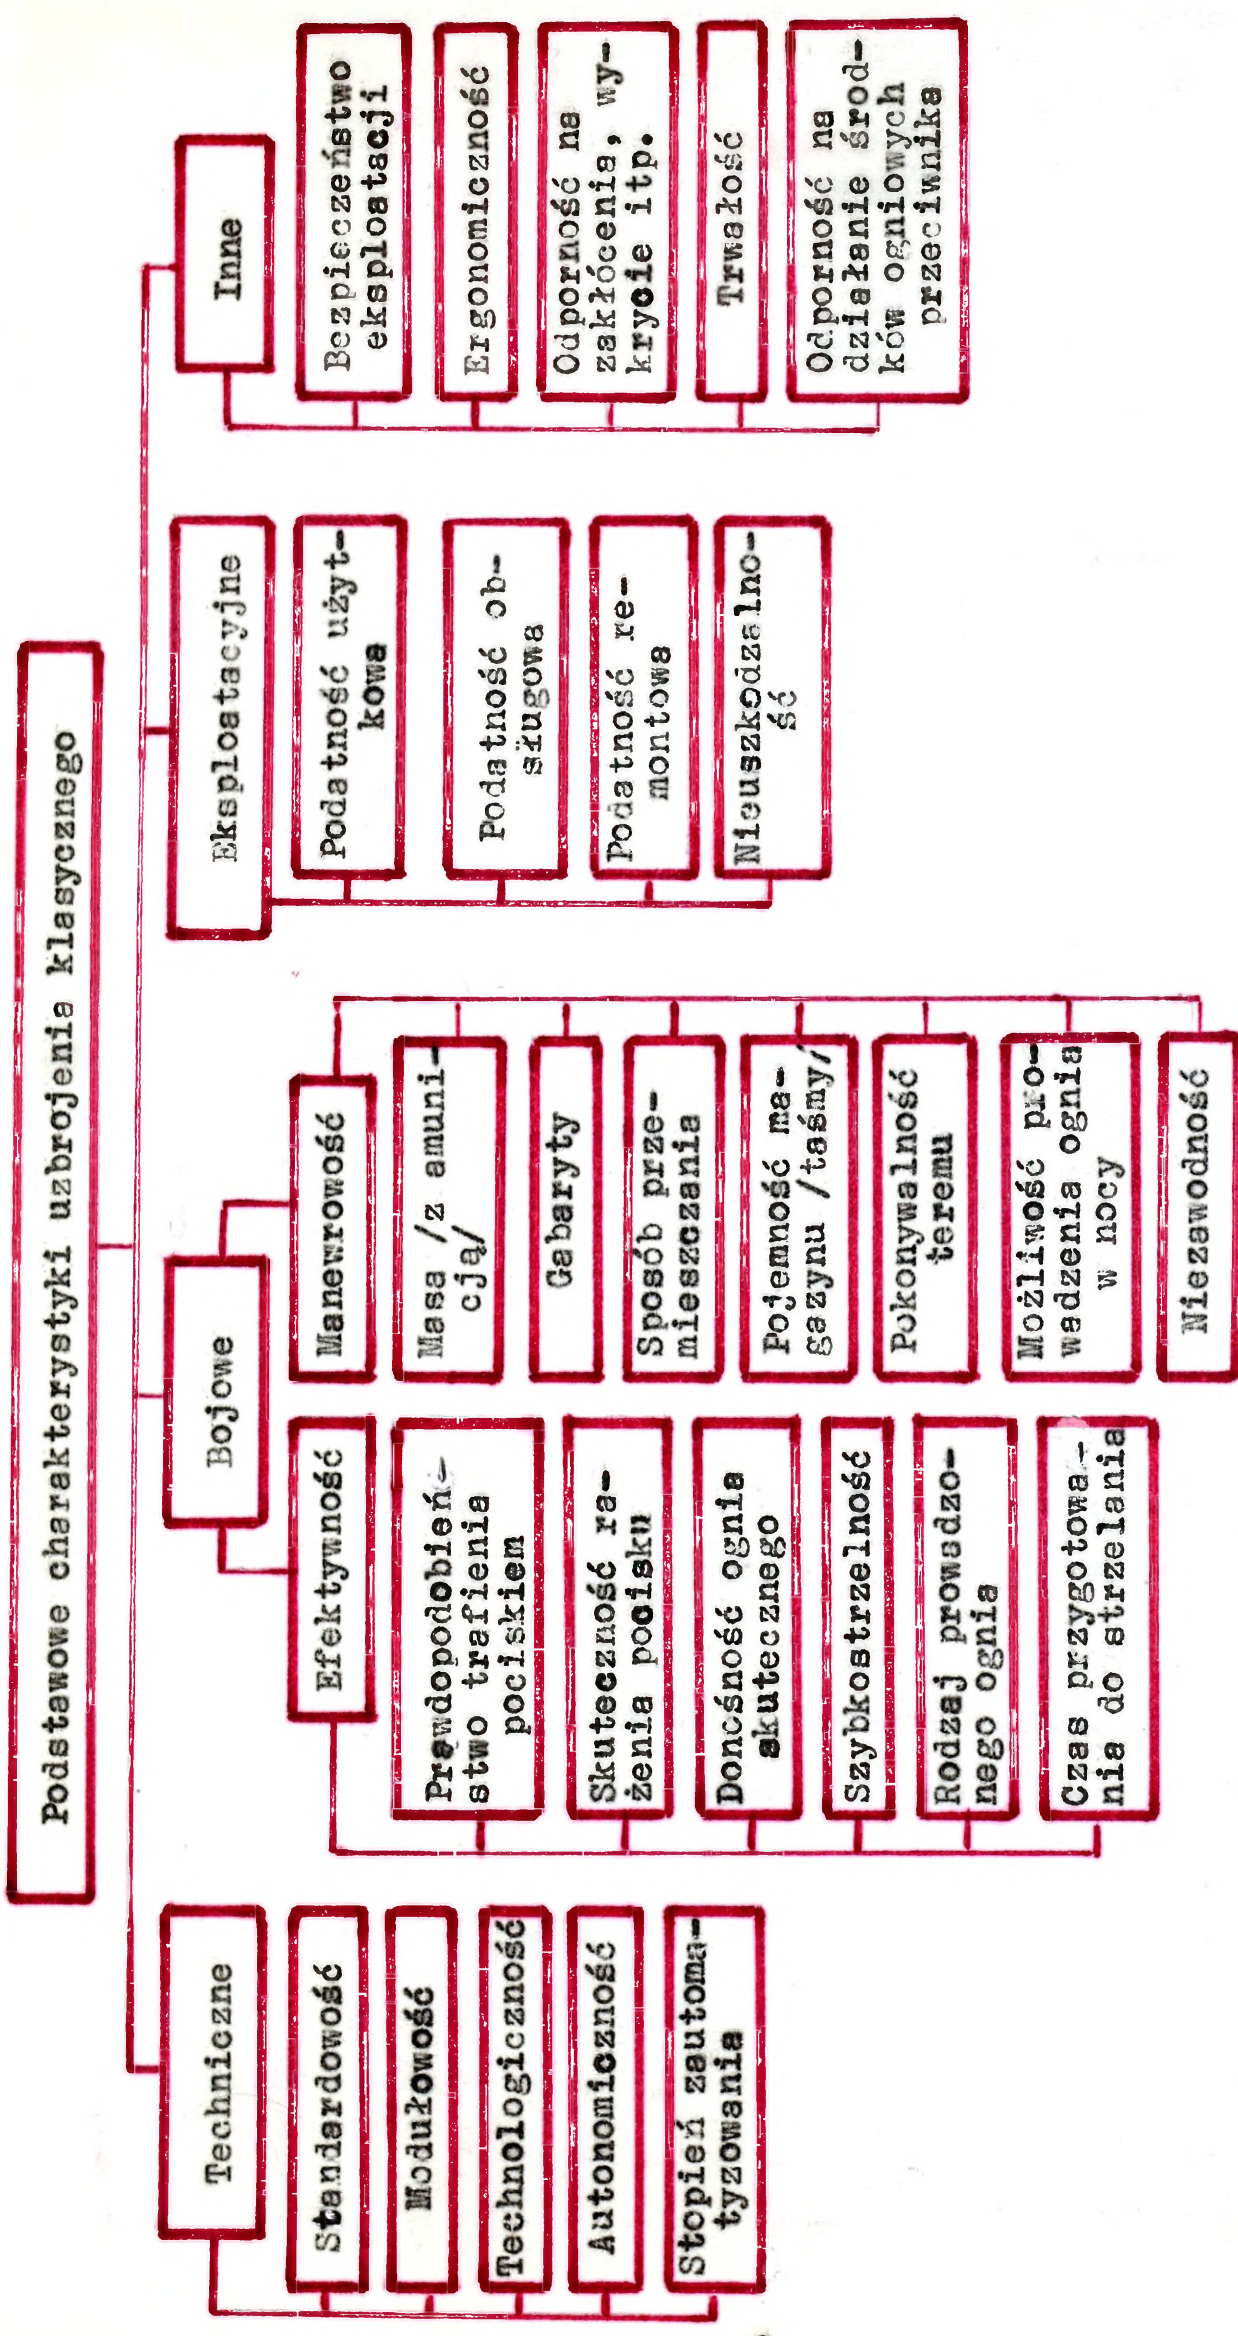 Podstawowe charakterystyki uzbrojenia klasycznego
Techniczne
Standardowość
Modułowość
Technologiczność
Autonomiczność
Stopień zautoma-
tyzowania
Bojowe
Efektywność
Prawdopodobień-
stwo trafienia
pociskiem
Skuteczność ra-
żenia pocisku
Donośność ognia
skutecznego
Szybkostrzelność
Rodzaj prowadzo-
nego ognia
Czas przygotowa-
nia do strzelania
Manewrowość
Masa /z amuni-
cją/
Gabaryty
Sposób prze-
mieszczania
Pojemność ma-
gazynu /taśmy/
Pokonywalność
teremu
Możliwość pro-
wadzenia ognia
w nocy
Niezawodność
Eksploatacyjne
Podatność użyt-
kowa
Podatność ob-
sługowa
Podatność re-
montowa
Nieuszkodzalno-
ść
Inne
Bezpieczeństwo
eksploatacji
Ergonomiczność
Odporność na
zakłócenia, wy-
krycie itp.
Trwałość
Odporność na
działanie środ-
ków ogniowych
przeciwnika